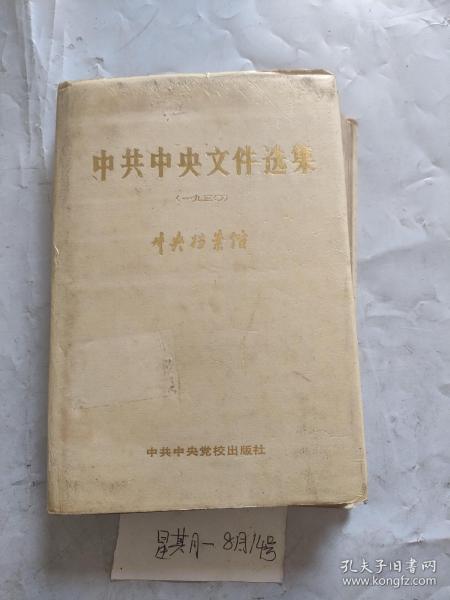 中共中央文件选集
（一九三〇）
中央档案馆
中共中央党校出版社
星其月一 8月14号
孔夫子旧书网
www.kongfz.com